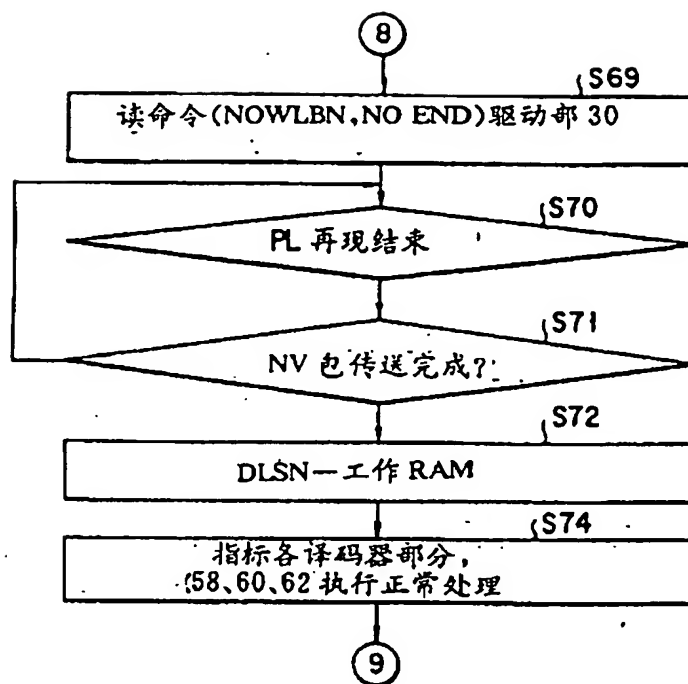 8
S69
读命令(NOWLBN,NO END)驱动部 30
S70
PL 再现结束
S71
NV 包传送完成?
S72
DLSN—工作 RAM
S74
指标各译码器部分,
58、60、62 执行正常处理
9